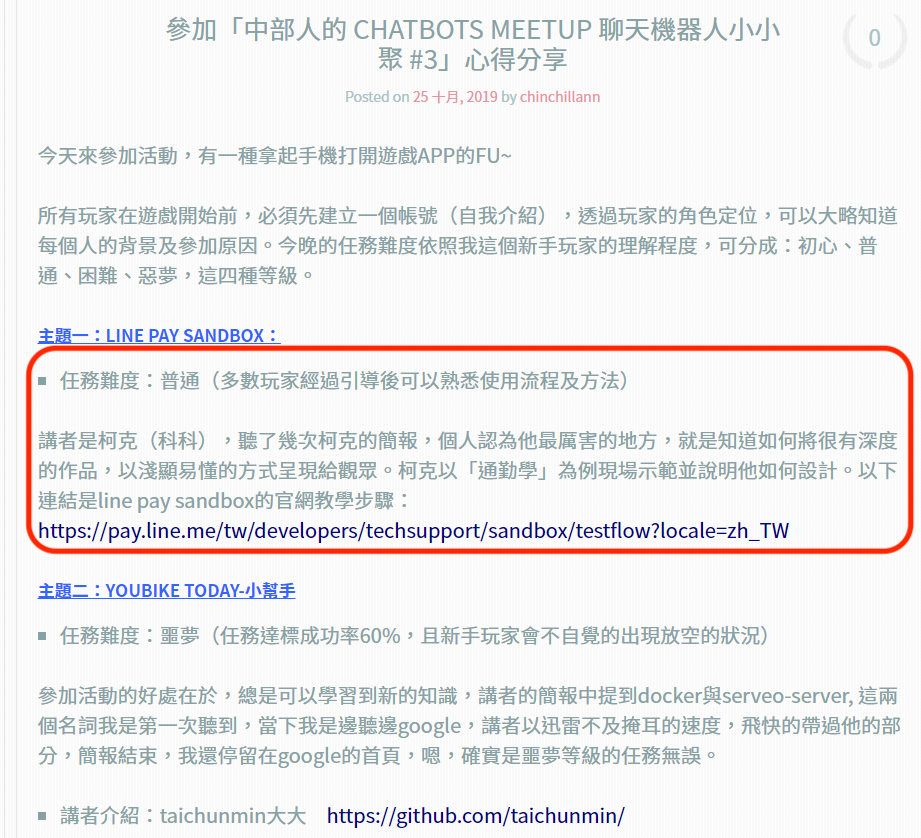 參加「中部人的 CHATBOTS MEETUP 聊天機器人小小
聚 #3」心得分享
0
Posted on 25 十月, 2019 by chinchillann
今天來參加活動，有一種拿起手機打開遊戲APP的FU~
所有玩家在遊戲開始前，必須先建立一個帳號（自我介紹），透過玩家的角色定位，可以大略知道
每個人的背景及參加原因。今晚的任務難度依照我這個新手玩家的理解程度，可分成：初心、普
通、困難、惡夢，這四種等級。
主題一：LINE PAY SANDBOX：
任務難度：普通（多數玩家經過引導後可以熟悉使用流程及方法）
講者是柯克（科科），聽了幾次柯克的簡報，個人認為他最厲害的地方，就是知道如何將很有深度
的作品，以淺顯易懂的方式呈現給觀眾。柯克以「通勤學」為例現場示範並說明他如何設計。以下
連結是line pay sandbox的官網教學步驟：
https://pay.line.me/tw/developers/techsupport/sandbox/testflow?locale=zh_TW
主題二：YOUBIKE TODAY-小幫手
任務難度：噩夢（任務達標成功率60%，且新手玩家會不自覺的出現放空的狀況）
參加活動的好處在於，總是可以學習到新的知識，講者的簡報中提到docker與serveo-server, 這兩
個名詞我是第一次聽到，當下我是邊聽邊google，講者以迅雷不及掩耳的速度，飛快的帶過他的部
分，簡報結束，我還停留在google的首頁，嗯，確實是噩夢等級的任務無誤。
講者介紹：taichunmin大大 https://github.com/taichunmin/